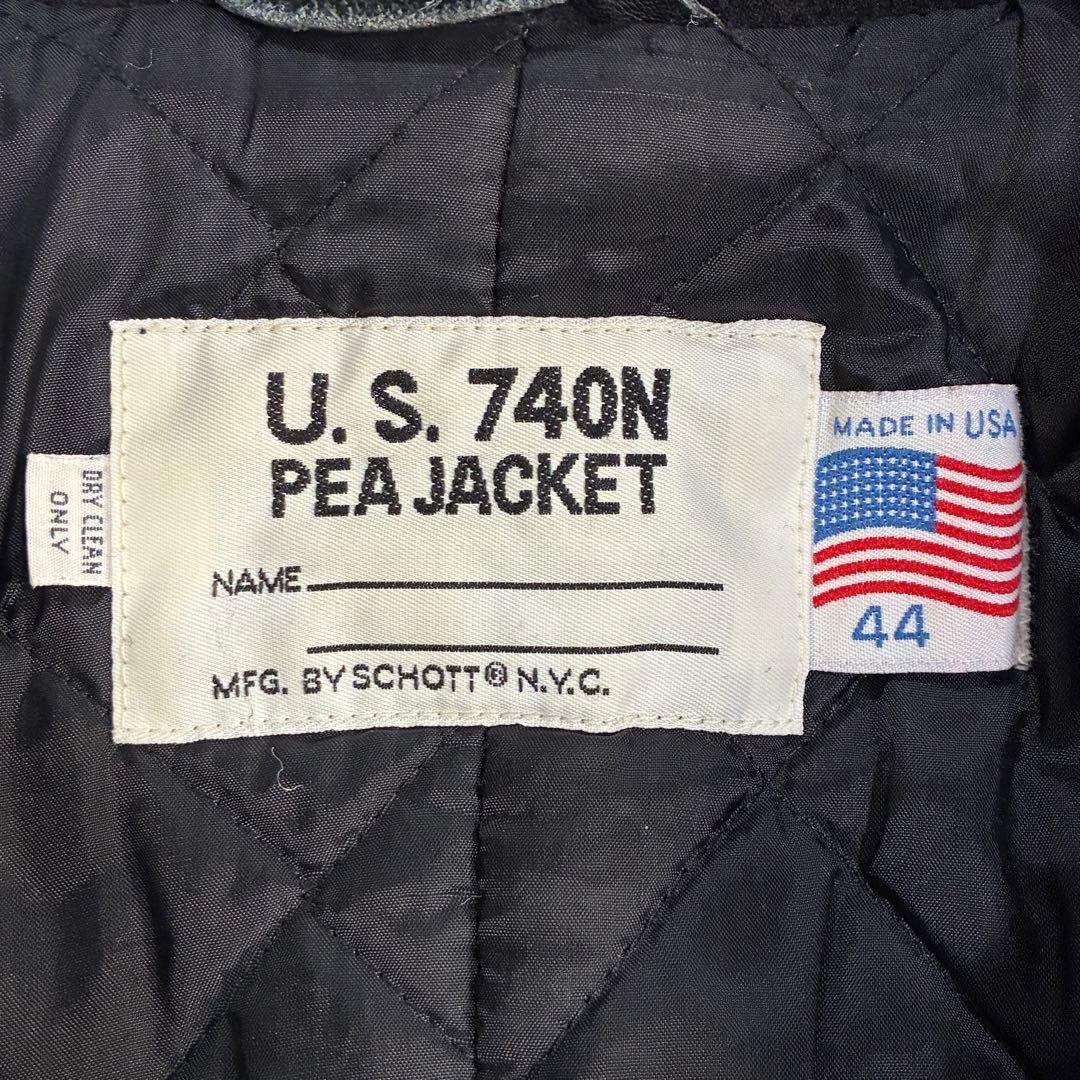 U. S. 740N
PEA JACKET
NAME
MFG. BY SCHOTT® N.Y.C.
DRY CLEAN
ONLY
MADE IN USA
44